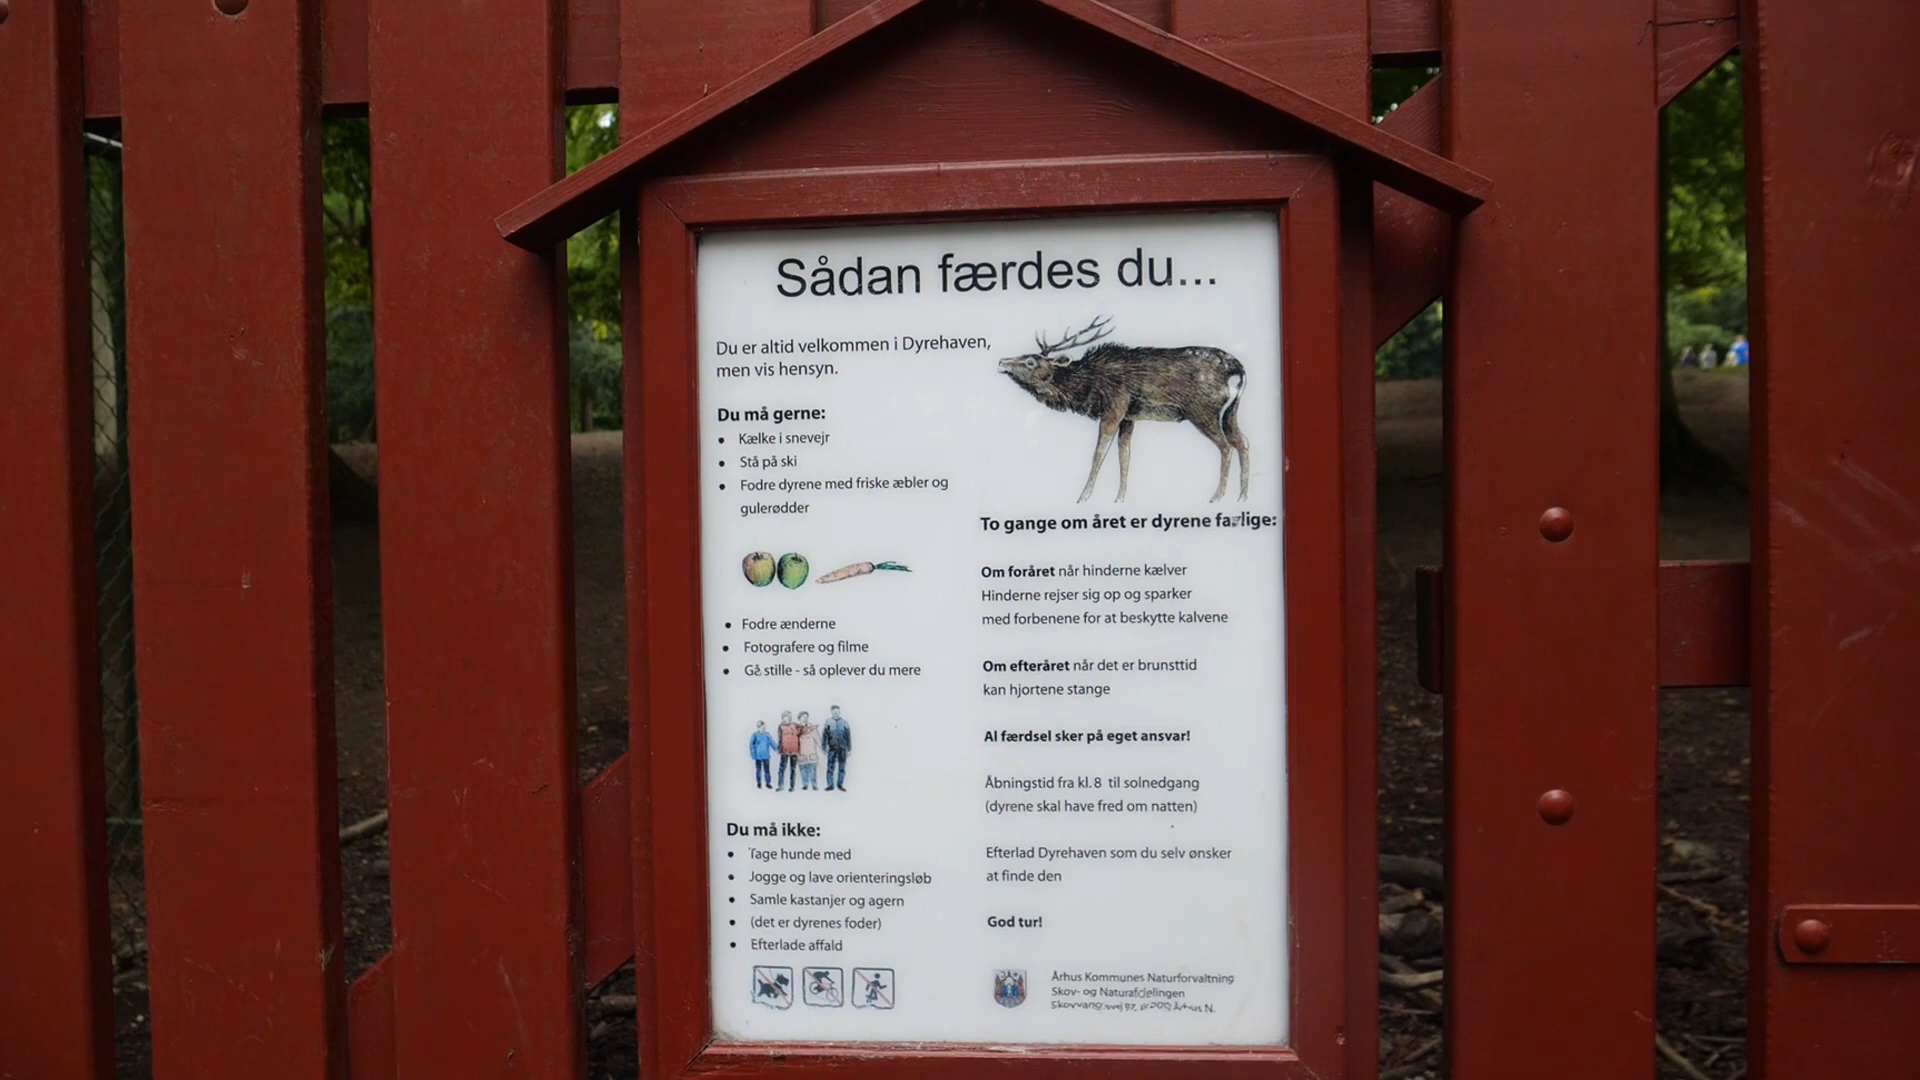 Sådan færdes du...
Du er altid velkommen i Dyrehaven,
men vis hensyn.
Du må gerne:
• Kælke i snevejr
• Stå på ski
• Fodre dyrene med friske æbler og
gulerødder
• Fodre ænderne
• Fotografere og filme
• Gå stille - så oplever du mere
Du må ikke:
• Tage hunde med
• Jogge og lave orienteringsløb
• Samle kastanjer og agern
• (det er dyrenes foder)
• Efterlade affald
To gange om året er dyrene farlige:
Om foråret når hinderne kælver
Hinderne rejser sig op og sparker
med forbenene for at beskytte kalvene
Om efteråret når det er brunsttid
kan hjortene stange
Al færdsel sker på eget ansvar!
Åbningstid fra kl. 8 til solnedgang
(dyrene skal have fred om natten)
Efterlad Dyrehaven som du selv ønsker
at finde den
God tur!
Århus Kommunes Naturforvaltning
Skov- og Naturafdelingen
Århus N.